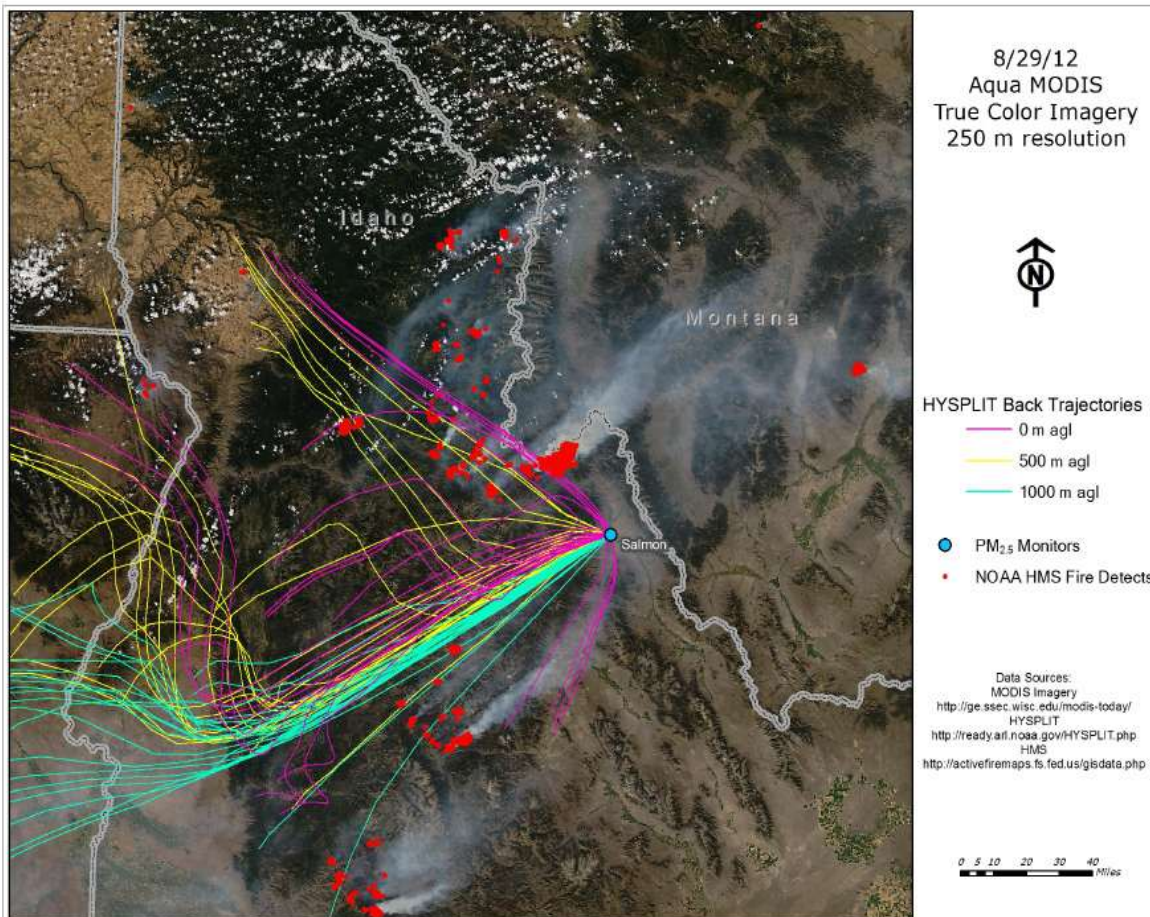 8/29/12
Aqua MODIS
True Color Imagery
250 m resolution
N
Idaho
Montana
Salmon
HYSPLIT Back Trajectories
0 m agl
500 m agl
1000 m agl
PM2.5 Monitors
NOAA HMS Fire Detects
Data Sources:
MODIS Imagery
http://ge.ssec.wisc.edu/modis-today/
HYSPLIT
http://ready.arl.noaa.gov/HYSPLIT.php
HMS
http://activefiremaps.fs.fed.us/gisdata.php
0 5 10 20 30 40
Miles